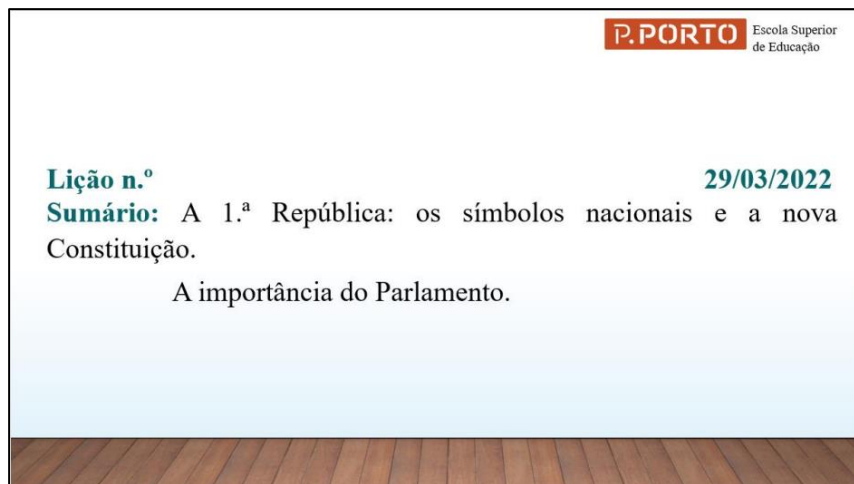 P.PORTO
Escola Superior
de Educação
Lição n.º 29/03/2022
Sumário: A 1.ª República: os símbolos nacionais e a nova
Constituição.
A importância do Parlamento.